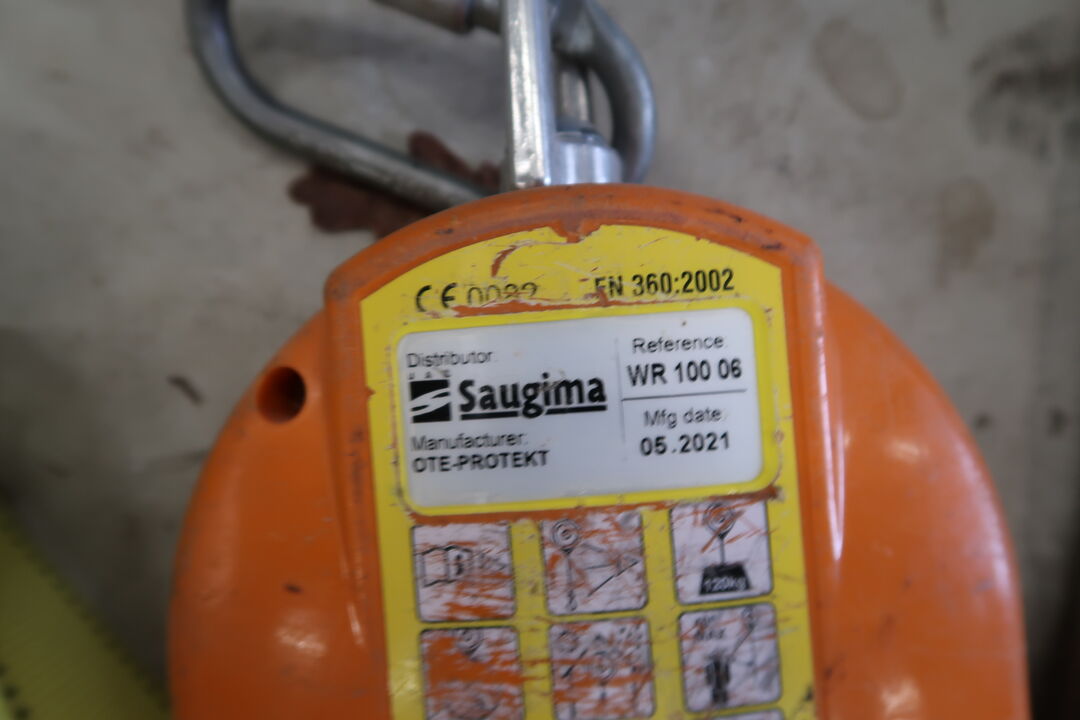 CE 0082 EN 360:2002
Distributor:
UAB
Saugima
Manufacturer:
OTE-PROTEKT
Reference
WR 100 06
Mfg date
05.2021
120kg